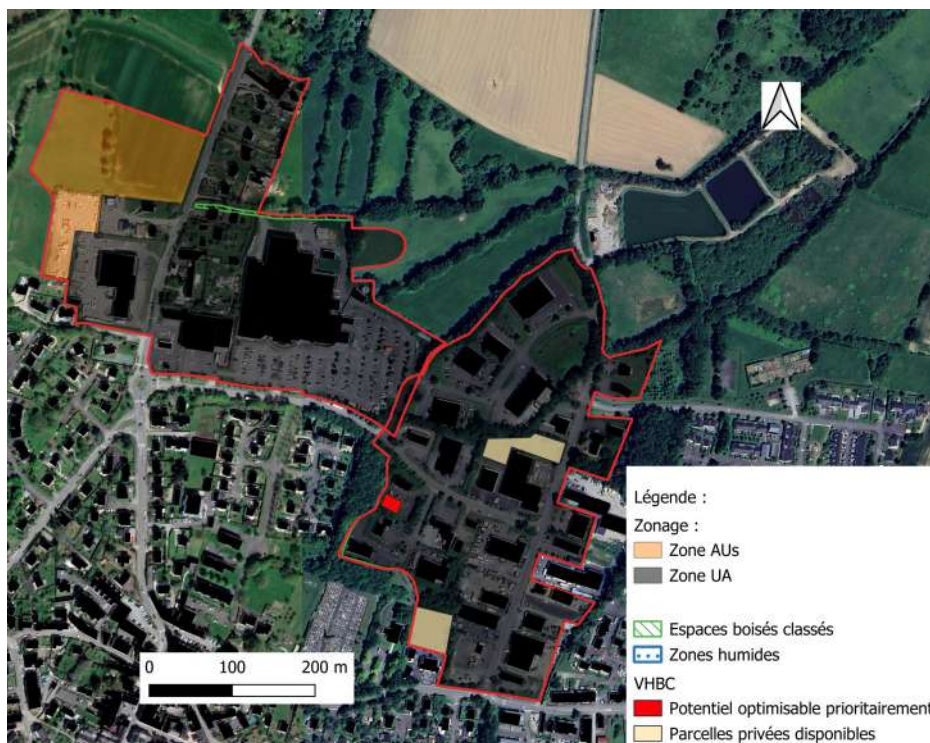 0 100 200 m
Légende :
Zonage :
Zone AUs
Zone UA
Espaces boisés classés
Zones humides
VHBC
Potentiel optimisable prioritairement
Parcelles privées disponibles